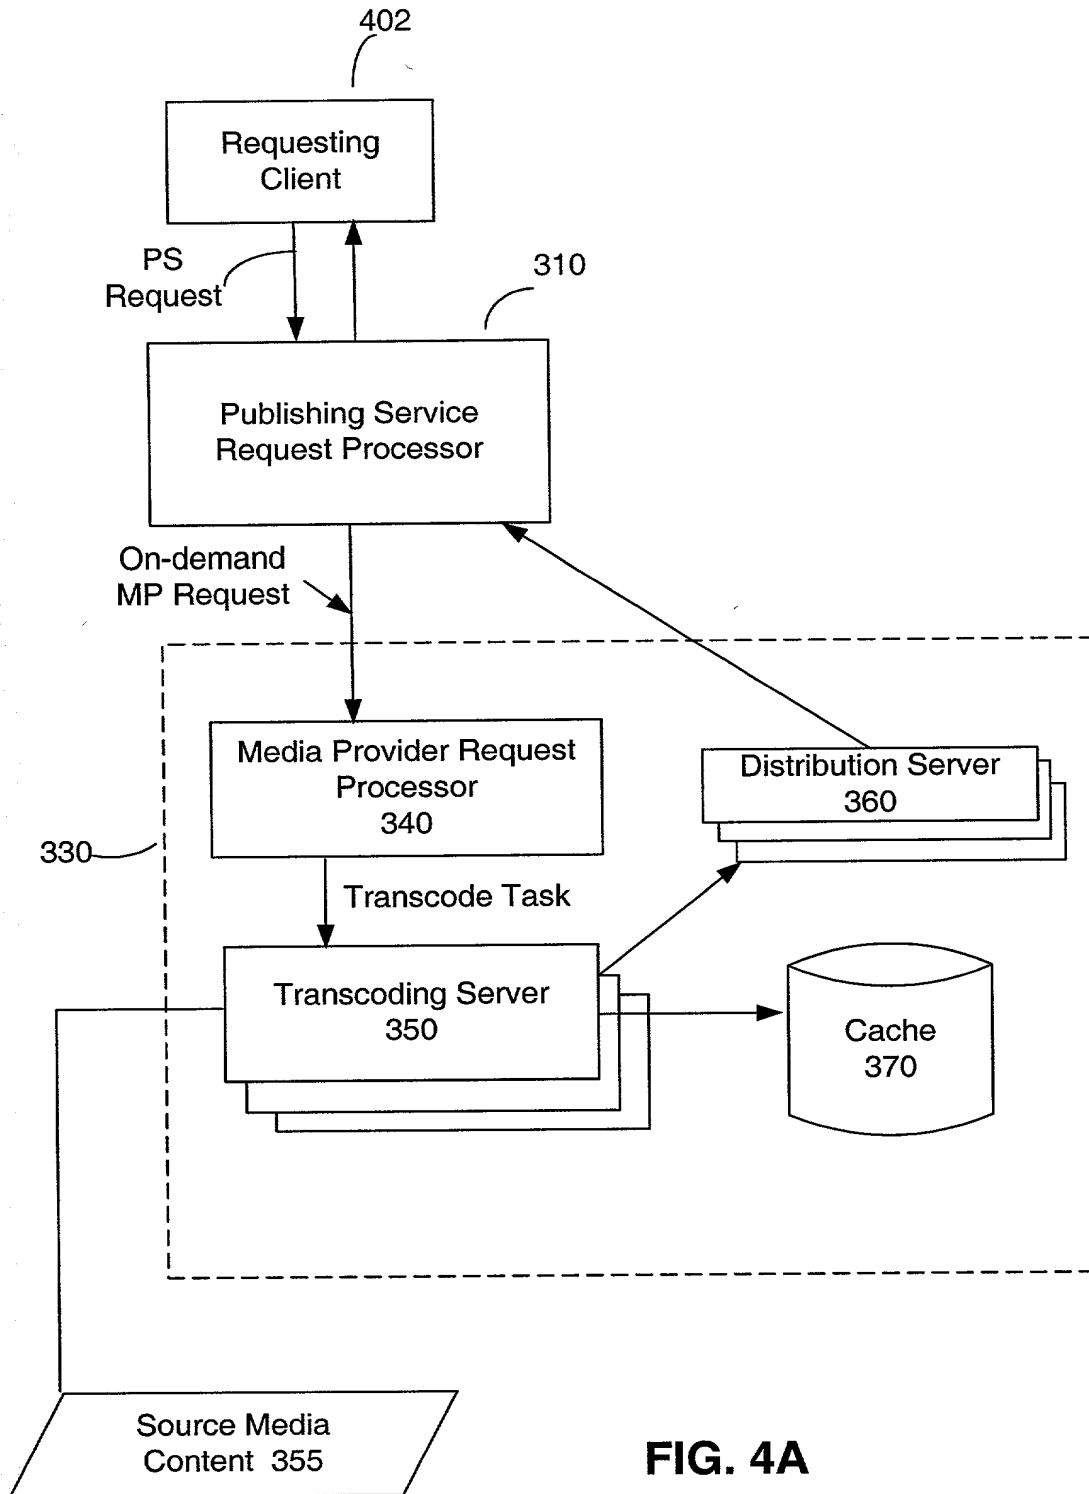 402
Requesting
Client
PS
Request
310
Publishing Service
Request Processor
On-demand
MP Request
Media Provider Request
Processor
340
Distribution Server
360
330
Transcode Task
Transcoding Server
350
Cache
370
Source Media
Content 355
FIG. 4A